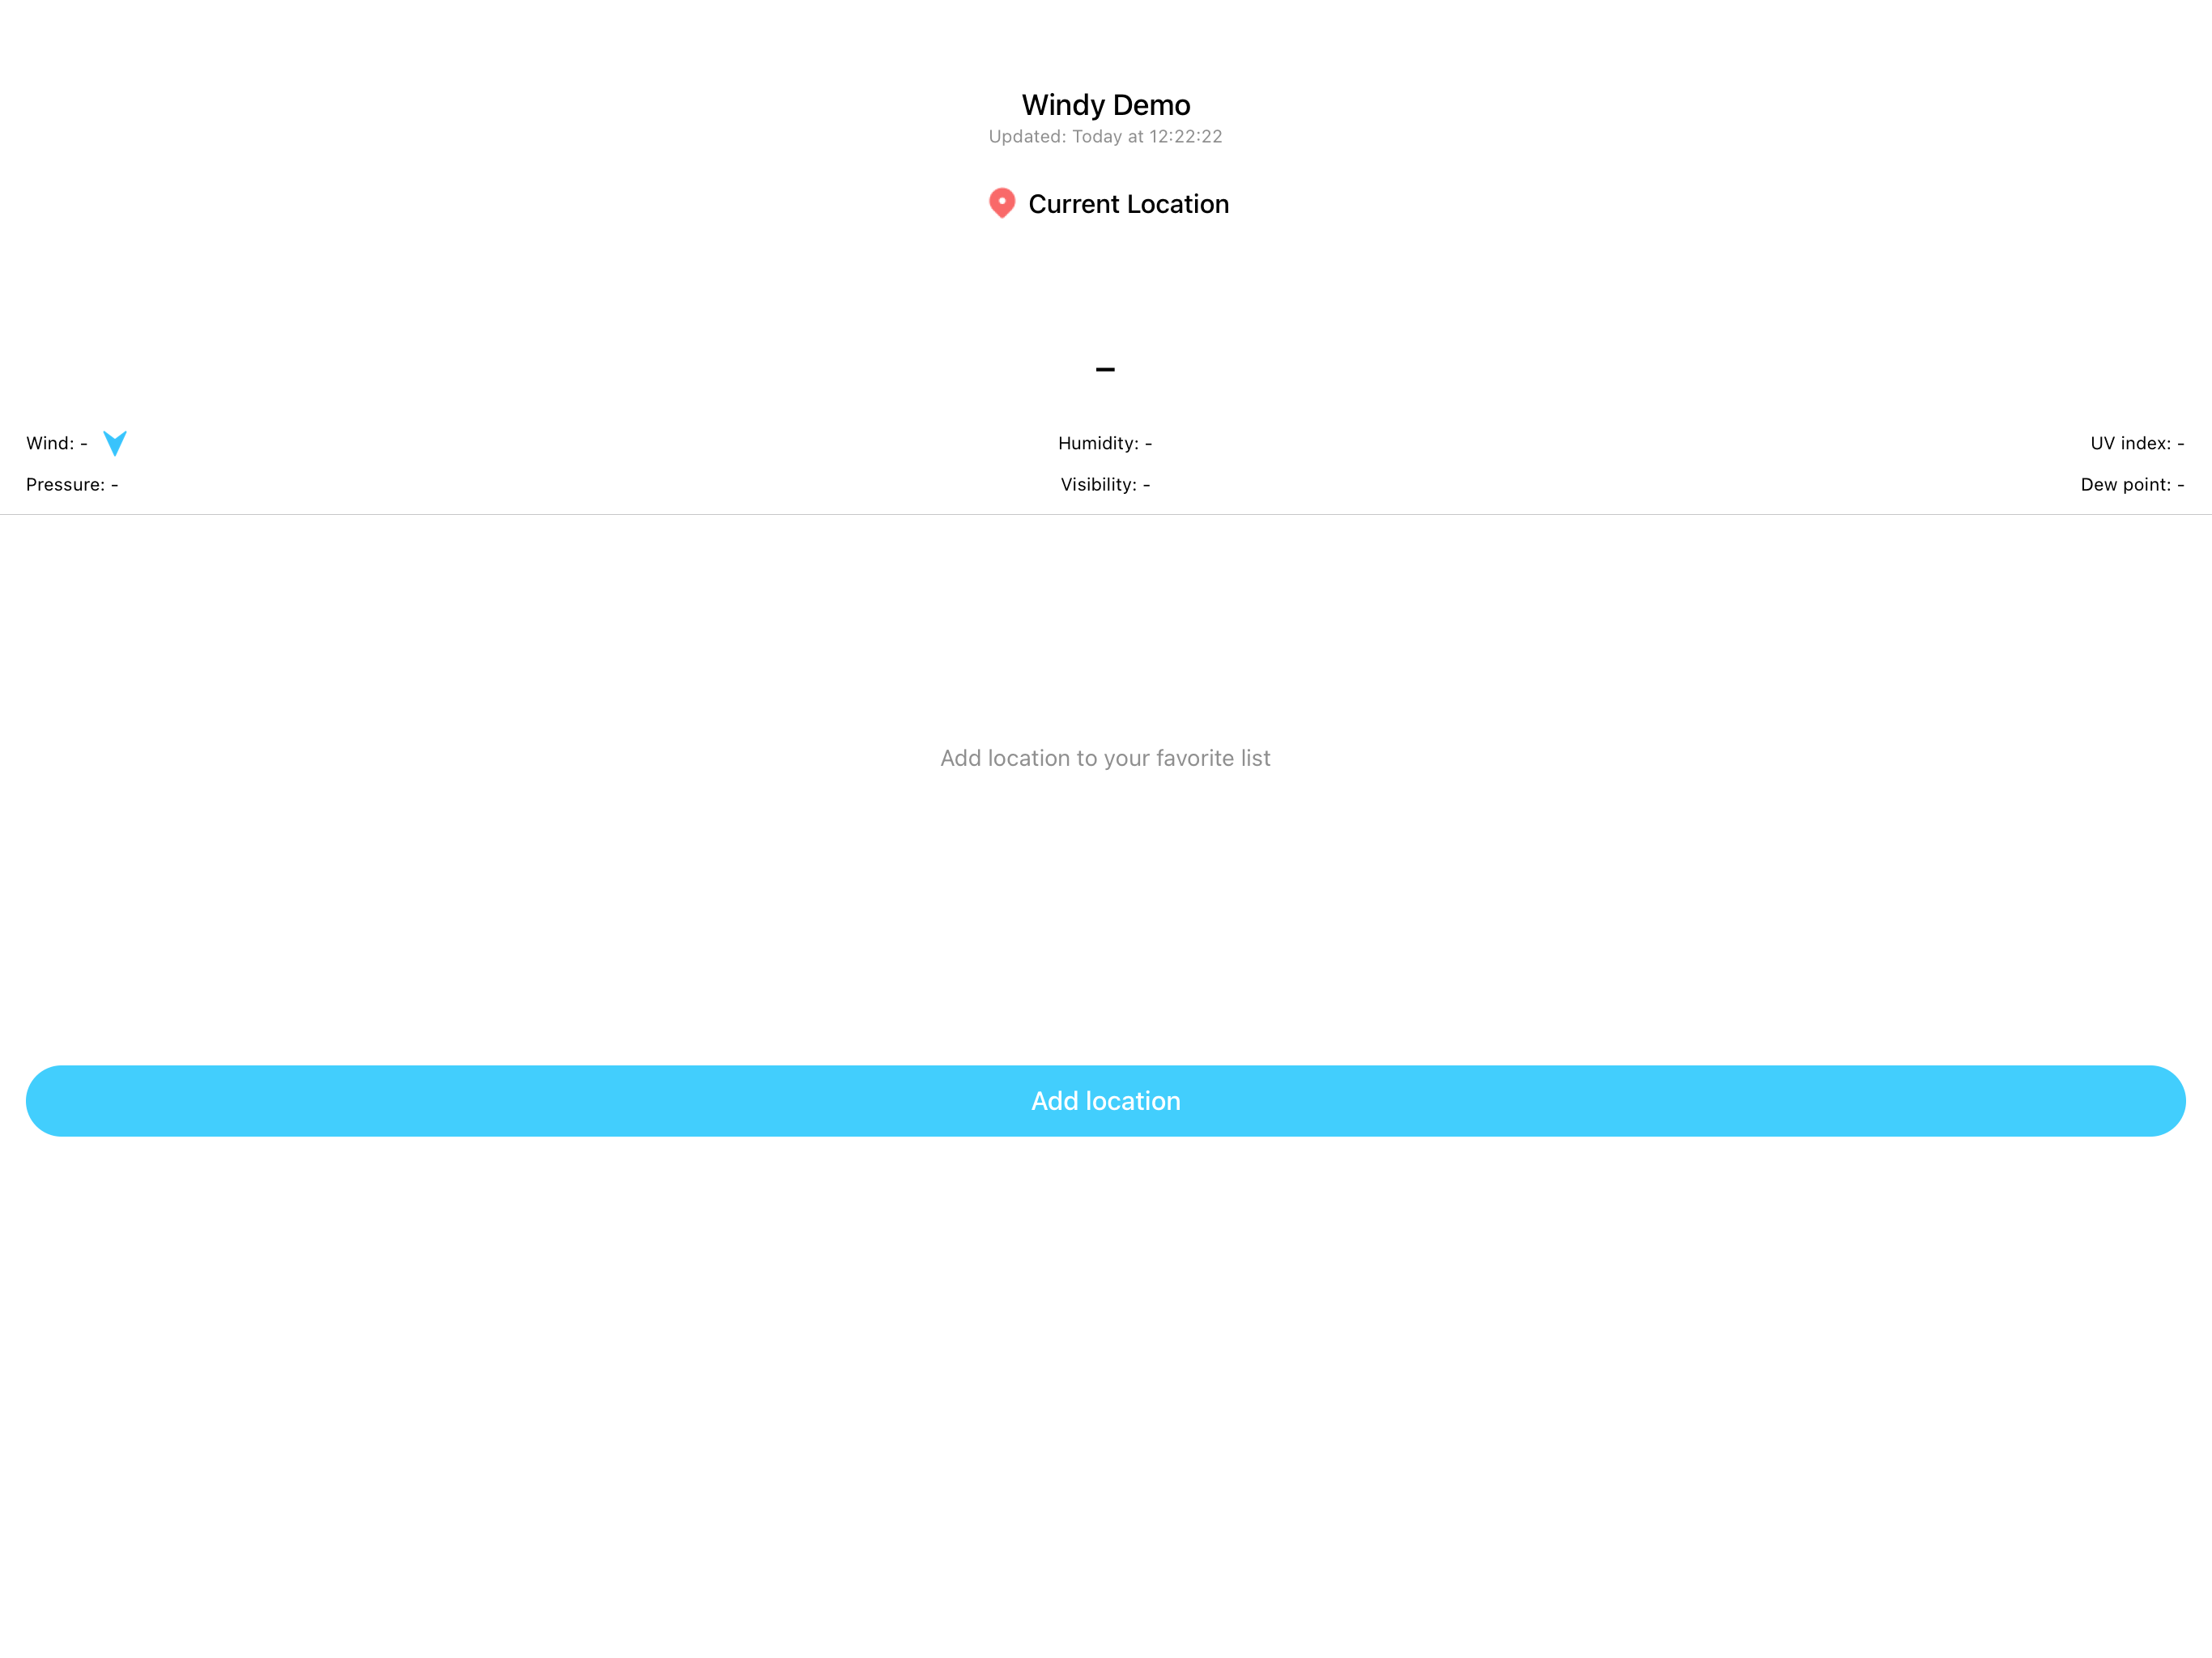 Windy Demo
Updated: Today at 12:22:22
Current Location
–
Wind: - Humidity: - UV index: -
Pressure: - Visibility: - Dew point: -
Add location to your favorite list
Add location